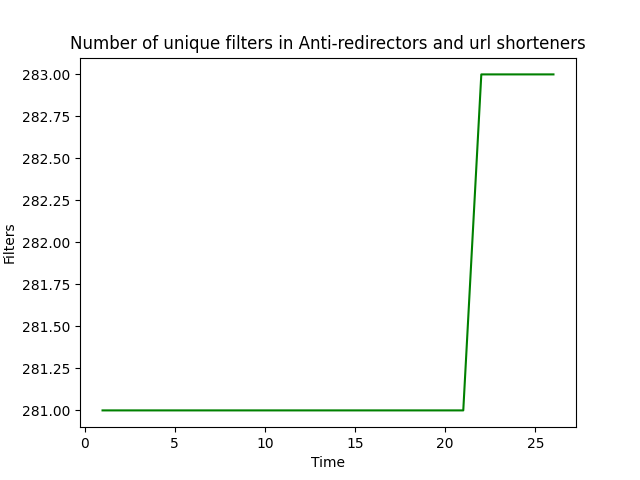 Number of unique filters in Anti-redirectors and url shorteners
283.00
282.75
282.50
282.25
282.00
281.75
281.50
281.25
281.00
Filters
0 5 10 15 20 25
Time